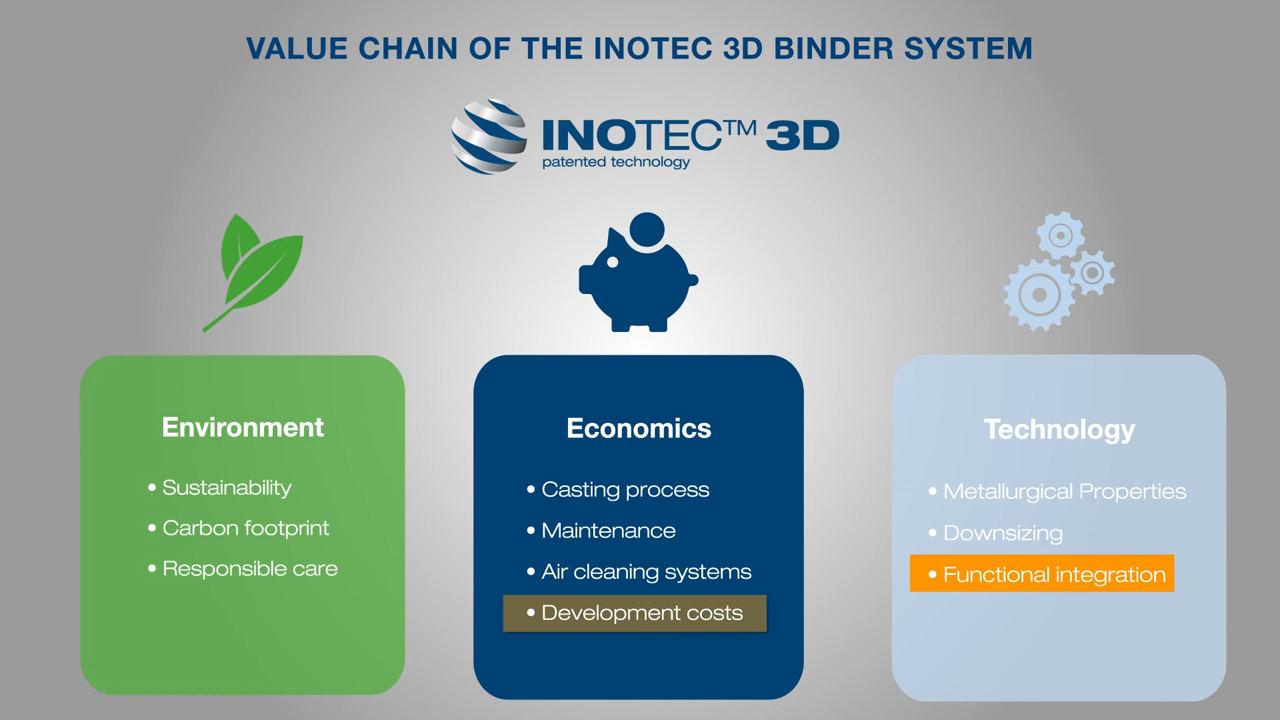 VALUE CHAIN OF THE INOTEC 3D BINDER SYSTEM
INOTEC™ 3D
patented technology
Environment
• Sustainability
• Carbon footprint
• Responsible care
Economics
• Casting process
• Maintenance
• Air cleaning systems
• Development costs
Technology
• Metallurgical Properties
• Downsizing
• Functional integration